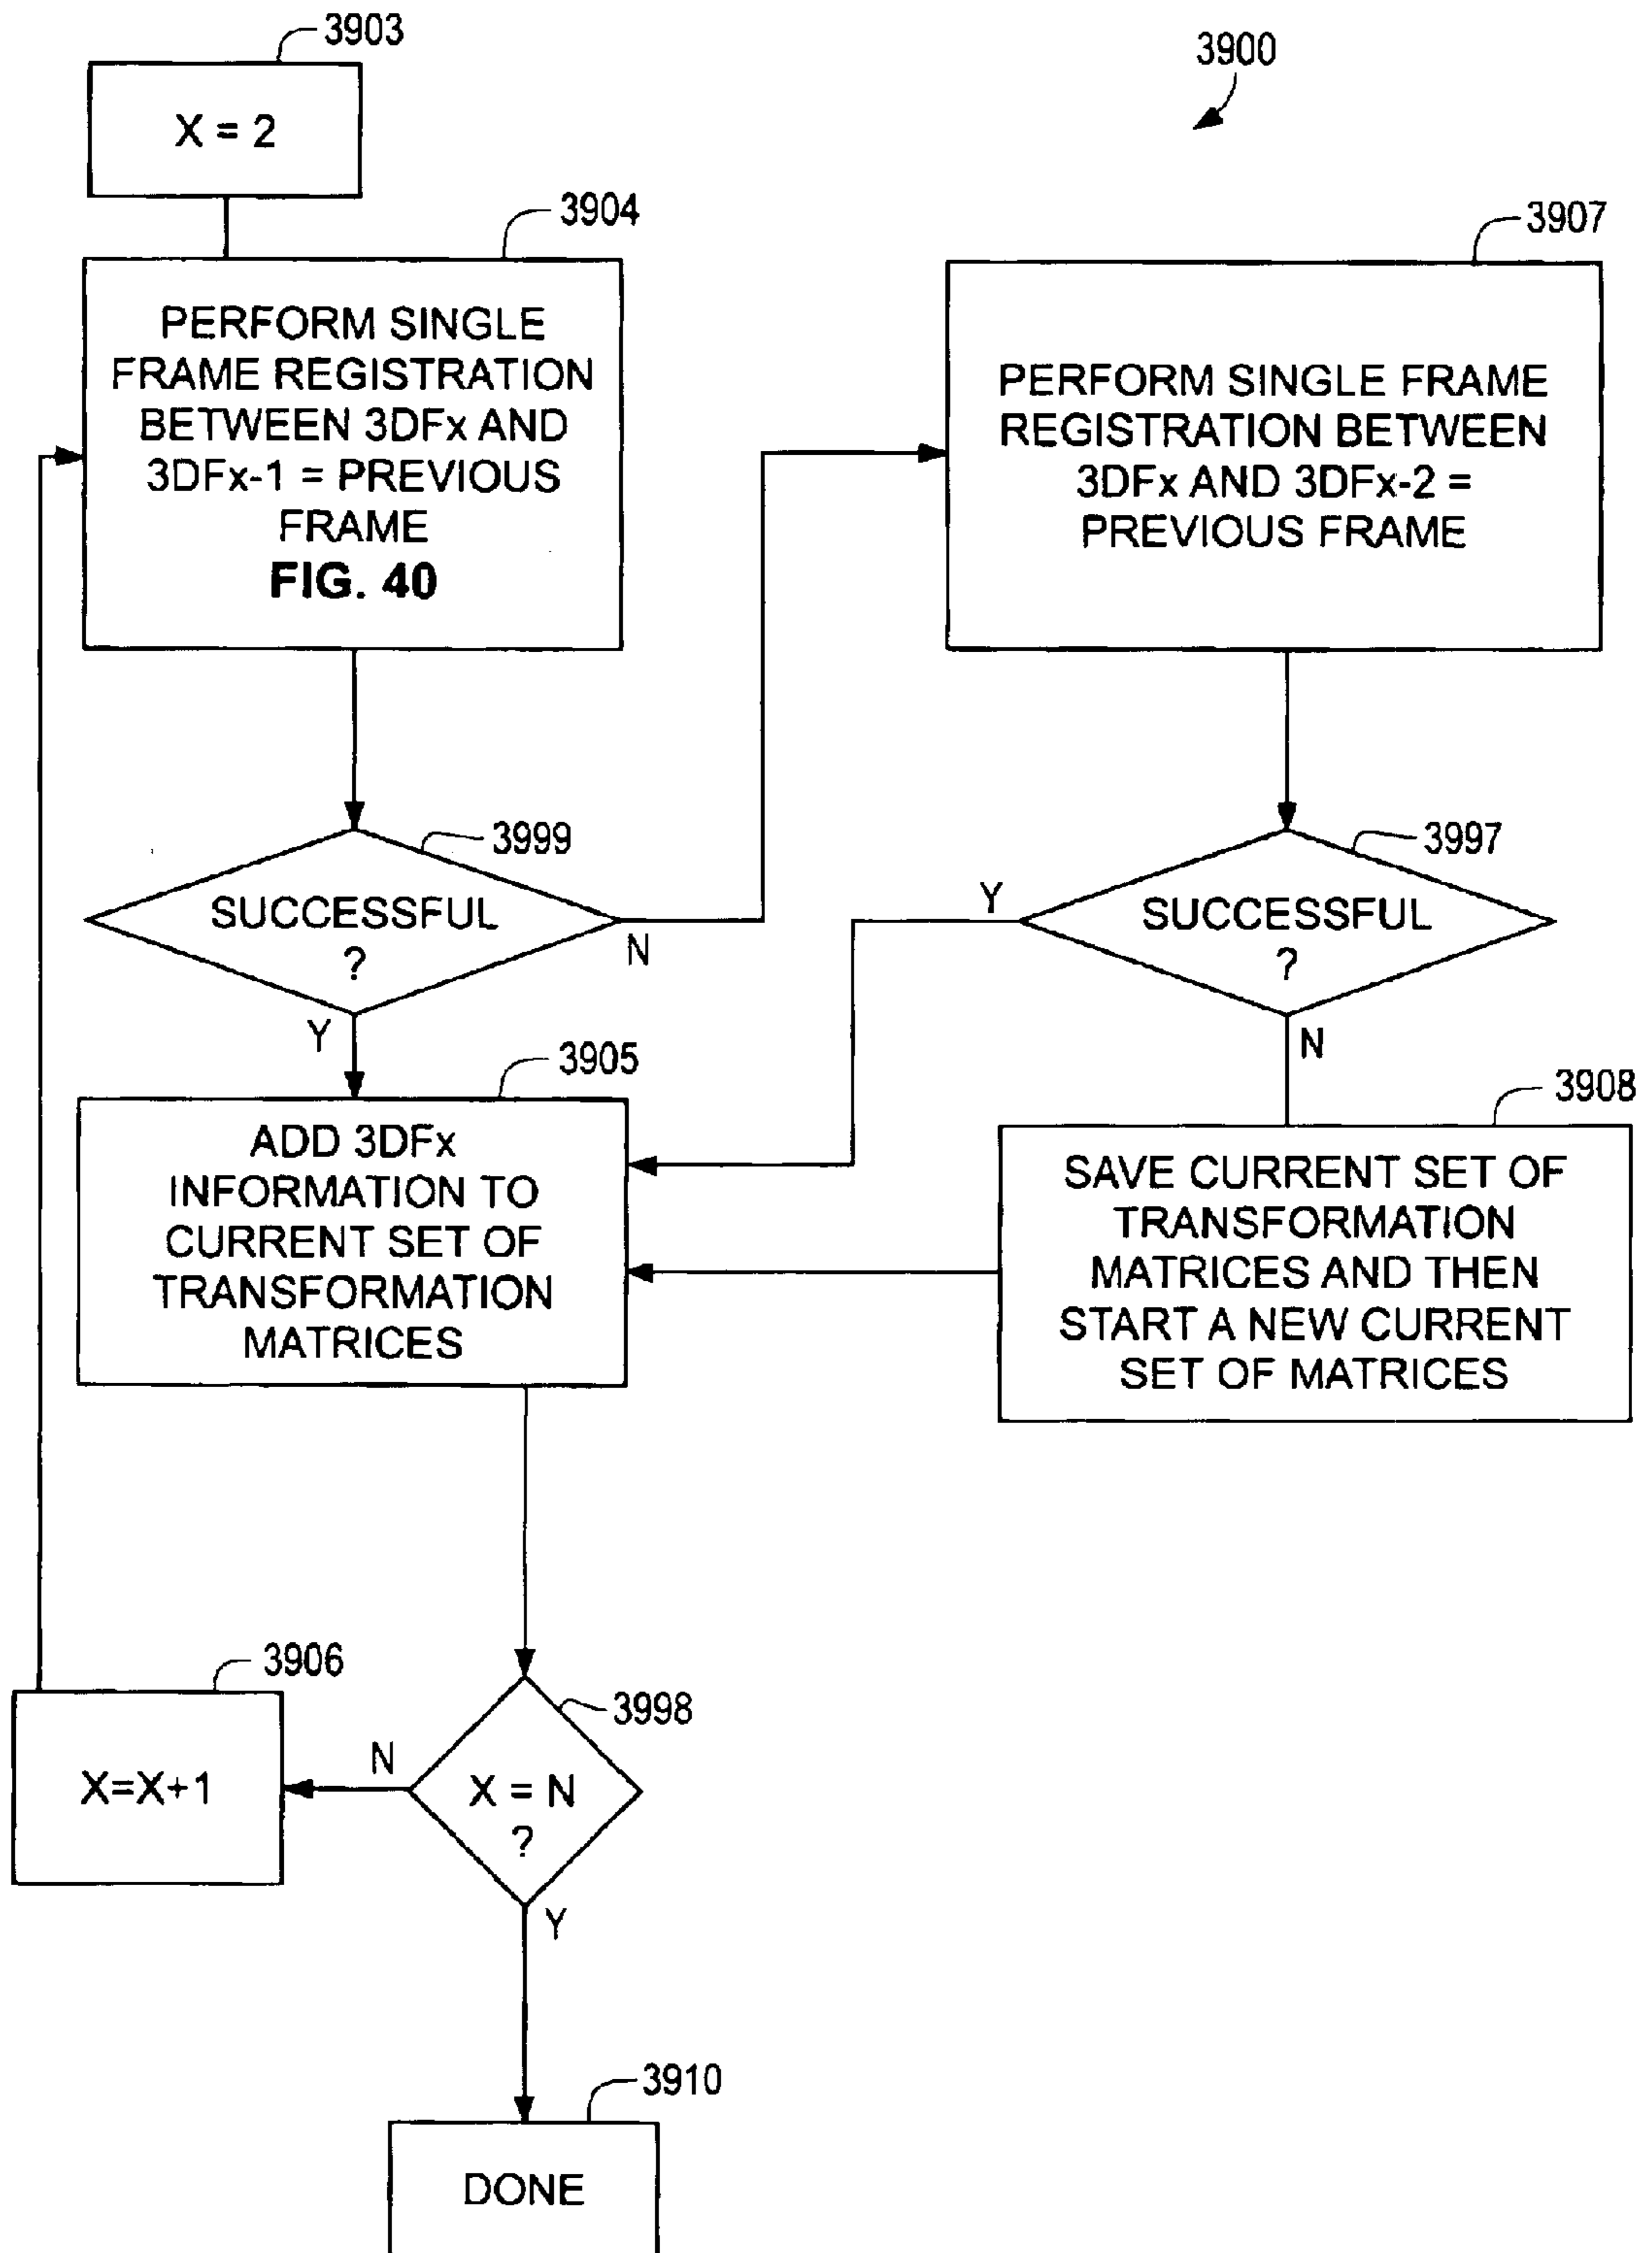 3903
3900
X = 2
3904
3907
PERFORM SINGLE
FRAME REGISTRATION
BETWEEN 3DFx AND
3DFx-1 = PREVIOUS
FRAME
FIG. 40
PERFORM SINGLE FRAME
REGISTRATION BETWEEN
3DFx AND 3DFx-2 =
PREVIOUS FRAME
3999
SUCCESSFUL
?
N
Y
3997
SUCCESSFUL
?
Y
N
3905
ADD 3DFx
INFORMATION TO
CURRENT SET OF
TRANSFORMATION
MATRICES
3908
SAVE CURRENT SET OF
TRANSFORMATION
MATRICES AND THEN
START A NEW CURRENT
SET OF MATRICES
3906
X=X+1
N
3998
X = N
?
Y
3910
DONE